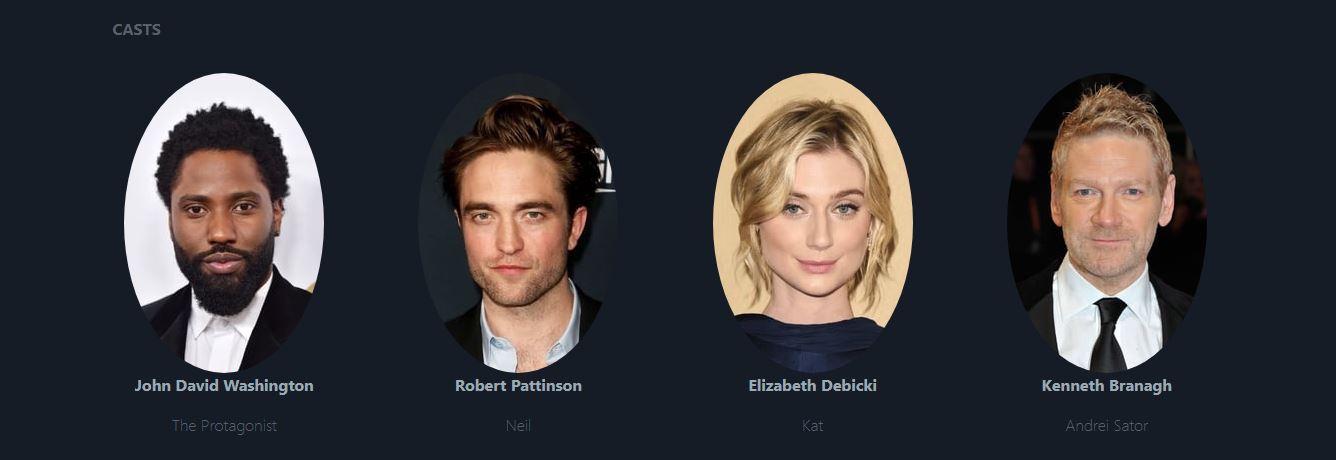 CASTS
John David Washington
Robert Pattinson
Elizabeth Debicki
Kenneth Branagh
The Protagonist
Neil
Kat
Andrei Sator